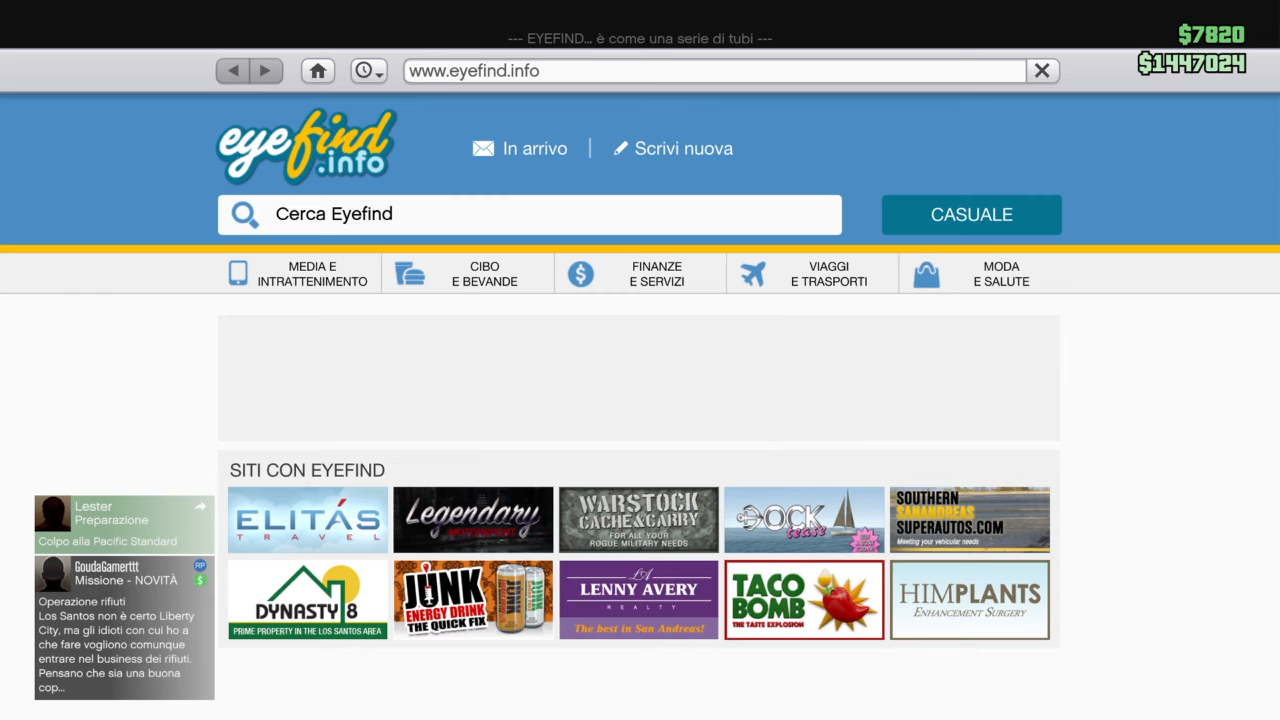 --- EYEFIND... è come una serie di tubi ---
$7820
$1447024
www.eyefind.info
eyefind
.info
In arrivo
Scrivi nuova
Cerca Eyefind
CASUALE
MEDIA E
INTRATTENIMENTO
CIBO
E BEVANDE
FINANZE
E SERVIZI
VIAGGI
E TRASPORTI
MODA
E SALUTE
SITI CON EYEFIND
ELITÁS
TRAVEL
Legendary
MOTORSPORT
WARSTOCK
CACHE & CARRY
FOR ALL YOUR
ROGUE MILITARY NEEDS
DOCK
tease
SOUTHERN
SANANDREAS
SUPERAUTOS.COM
Meeting your vehicular needs
DYNASTY 8
PRIME PROPERTY IN THE LOS SANTOS AREA
JUNK
ENERGY DRINK
THE QUICK FIX
LA
LENNY AVERY
REALTY
The best in San Andreas!
TACO
BOMB
THE TASTE EXPLOSION
HIMPLANTS
ENHANCEMENT SURGERY
Lester
Preparazione
Colpo alla Pacific Standard
GoudaGamerttt
RP
Missione - NOVITÀ
$
Operazione rifiuti
Los Santos non è certo Liberty
City, ma gli idioti con cui ho a
che fare vogliono comunque
entrare nel business dei rifiuti.
Pensano che sia una buona
cop...